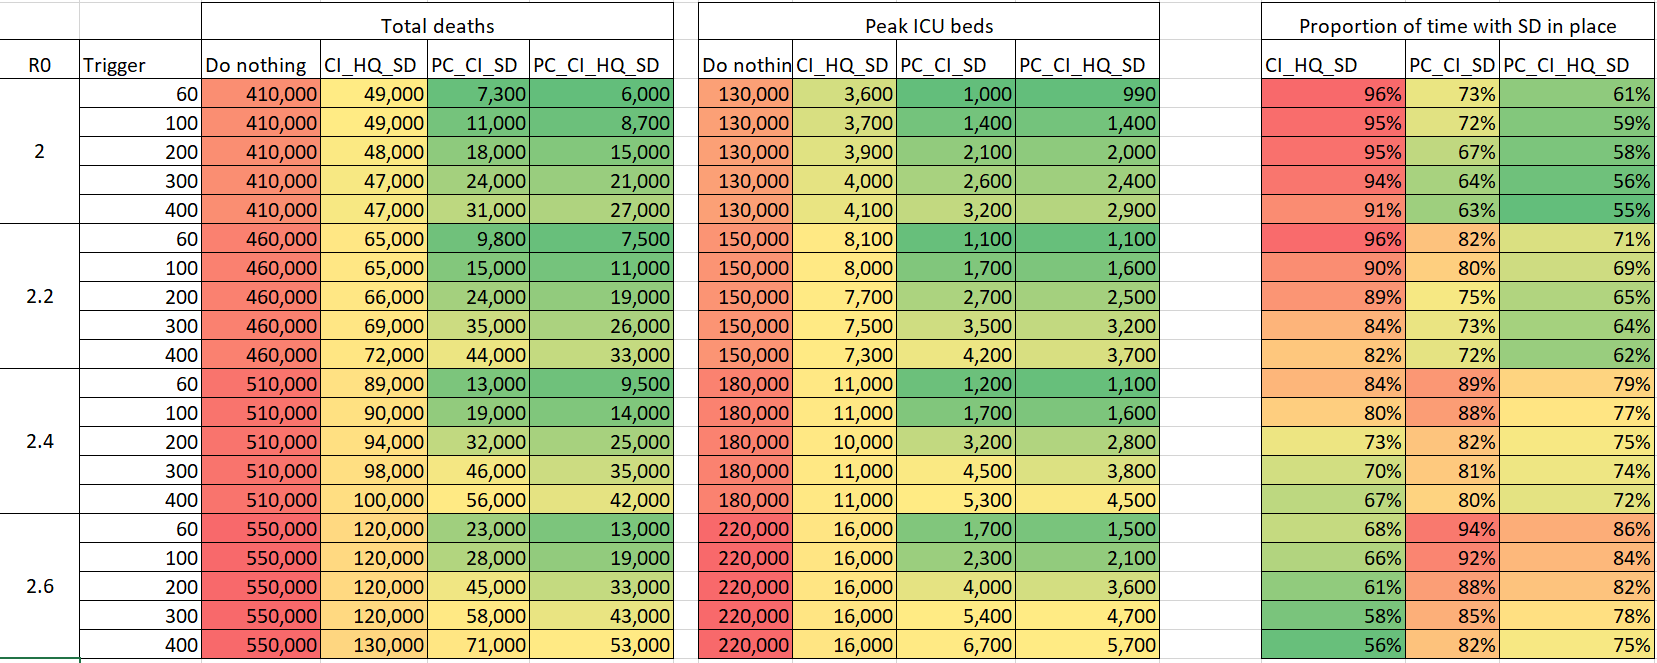 Total deaths Peak ICU beds Proportion of time with SD in place
R0 Trigger Do nothing CI_HQ_SD PC_CI_SD PC_CI_HQ_SD Do nothin CI_HQ_SD PC_CI_SD PC_CI_HQ_SD CI_HQ_SD PC_CI_SD PC_CI_HQ_SD
60 410,000 49,000 7,300 6,000 130,000 3,600 1,000 990 96% 73% 61%
100 410,000 49,000 11,000 8,700 130,000 3,700 1,400 1,400 95% 72% 59%
2 200 410,000 48,000 18,000 15,000 130,000 3,900 2,100 2,000 95% 67% 58%
300 410,000 47,000 24,000 21,000 130,000 4,000 2,600 2,400 94% 64% 56%
400 410,000 47,000 31,000 27,000 130,000 4,100 3,200 2,900 91% 63% 55%
60 460,000 65,000 9,800 7,500 150,000 8,100 1,100 1,100 96% 82% 71%
100 460,000 65,000 15,000 11,000 150,000 8,000 1,700 1,600 90% 80% 69%
2.2 200 460,000 66,000 24,000 19,000 150,000 7,700 2,700 2,500 89% 75% 65%
300 460,000 69,000 35,000 26,000 150,000 7,500 3,500 3,200 84% 73% 64%
400 460,000 72,000 44,000 33,000 150,000 7,300 4,200 3,700 82% 72% 62%
60 510,000 89,000 13,000 9,500 180,000 11,000 1,200 1,100 84% 89% 79%
100 510,000 90,000 19,000 14,000 180,000 11,000 1,700 1,600 80% 88% 77%
2.4 200 510,000 94,000 32,000 25,000 180,000 10,000 3,200 2,800 73% 82% 75%
300 510,000 98,000 46,000 35,000 180,000 11,000 4,500 3,800 70% 81% 74%
400 510,000 100,000 56,000 42,000 180,000 11,000 5,300 4,500 67% 80% 72%
60 550,000 120,000 23,000 13,000 220,000 16,000 1,700 1,500 68% 94% 86%
100 550,000 120,000 28,000 19,000 220,000 16,000 2,300 2,100 66% 92% 84%
2.6 200 550,000 120,000 45,000 33,000 220,000 16,000 4,000 3,600 61% 88% 82%
300 550,000 120,000 58,000 43,000 220,000 16,000 5,400 4,700 58% 85% 78%
400 550,000 130,000 71,000 53,000 220,000 16,000 6,700 5,700 56% 82% 75%